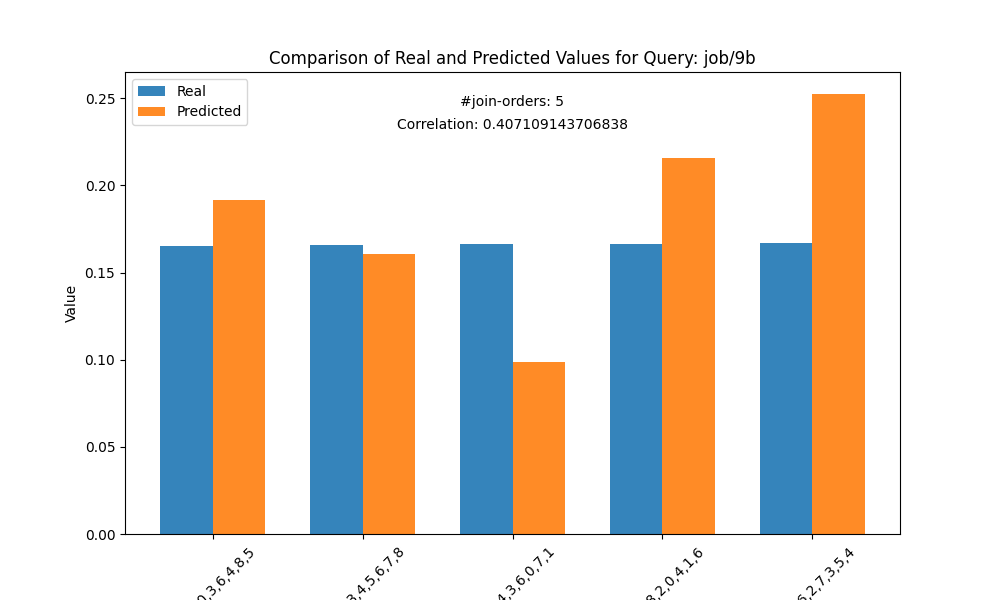 Comparison of Real and Predicted Values for Query: job/9b
Real
Predicted
#join-orders: 5
Correlation: 0.407109143706838
Value
0.25
0.20
0.15
0.10
0.05
0.00
0,3,6,4,8,5
3,4,5,6,7,8
4,3,6,0,7,1
8,2,0,4,1,6
6,2,7,3,5,4